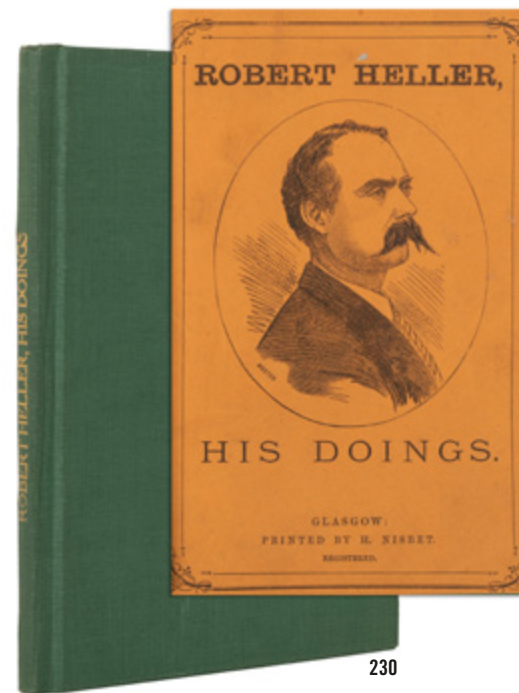 ROBERT HELLER, HIS DOINGS
ROBERT HELLER,
HIS DOINGS.
GLASGOW:
PRINTED BY H. NISBET.
REGISTERED.
230